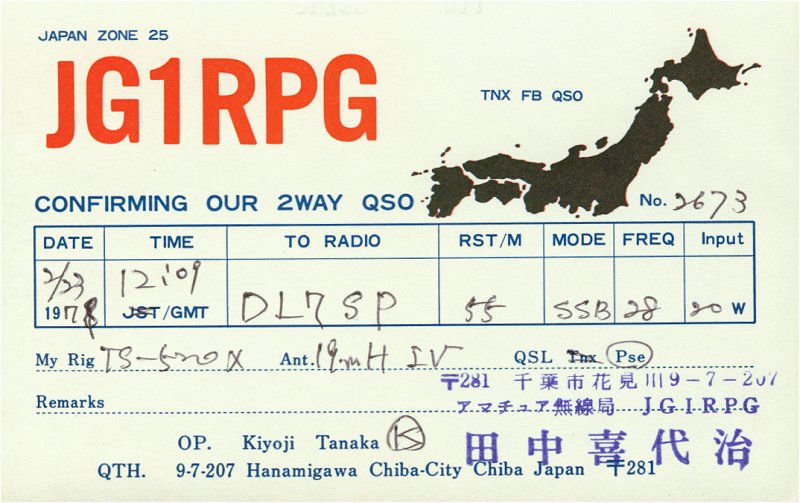 JAPAN ZONE 25
JG1RPG
TNX FB QSO
CONFIRMING OUR 2WAY QSO No. 2673
DATE TIME TO RADIO RST/M MODE FREQ Input
2/23 12:09
1978 JST/GMT DL7SP 55 SSB 28 20 W
My Rig TS-520X Ant. 19mH IV QSL Tnx Pse
〒281 千葉市花見川9-7-207
Remarks アマチュア無線局 JG1RPG
OP. Kiyoji Tanaka K 田中喜代治
QTH. 9-7-207 Hanamigawa Chiba-City Chiba Japan 〒281